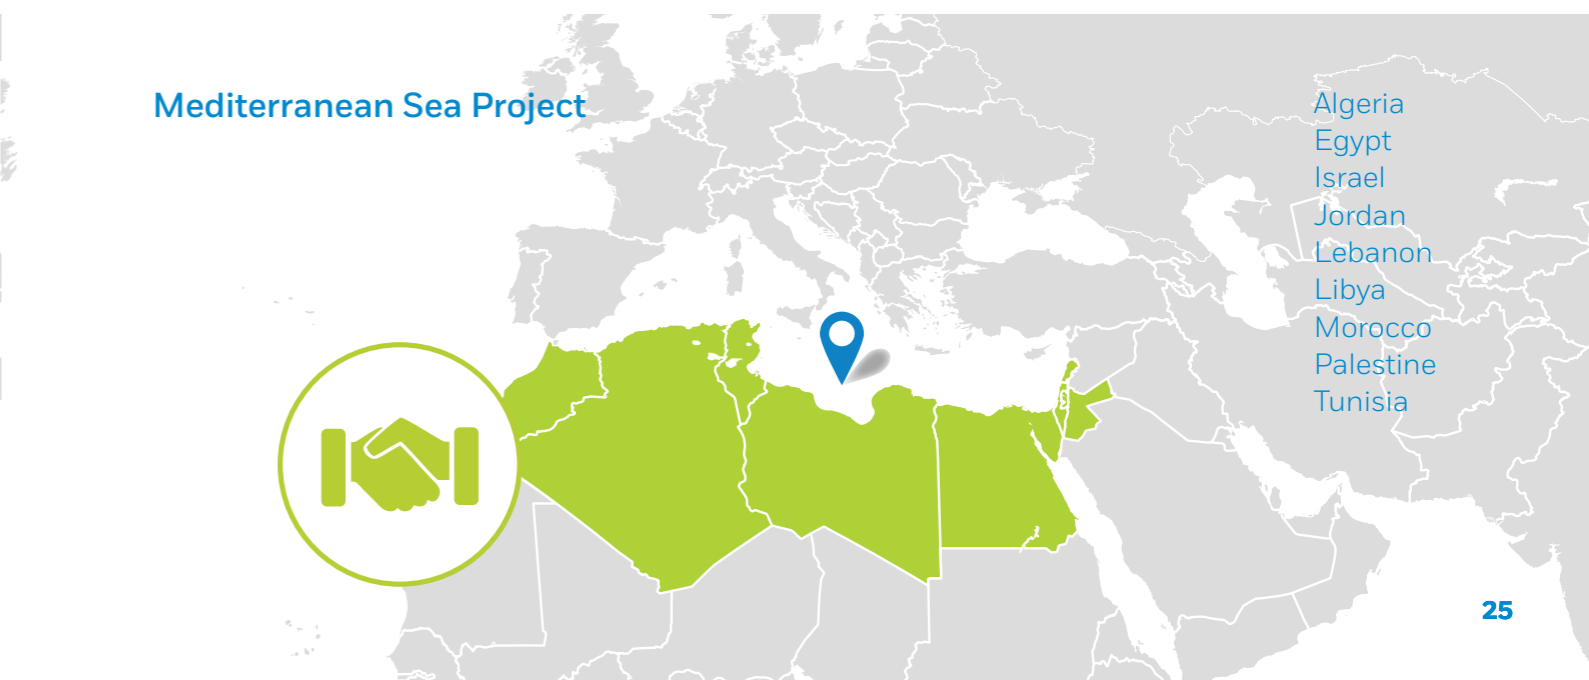 Mediterranean Sea Project
Algeria
Egypt
Israel
Jordan
Lebanon
Libya
Morocco
Palestine
Tunisia
25